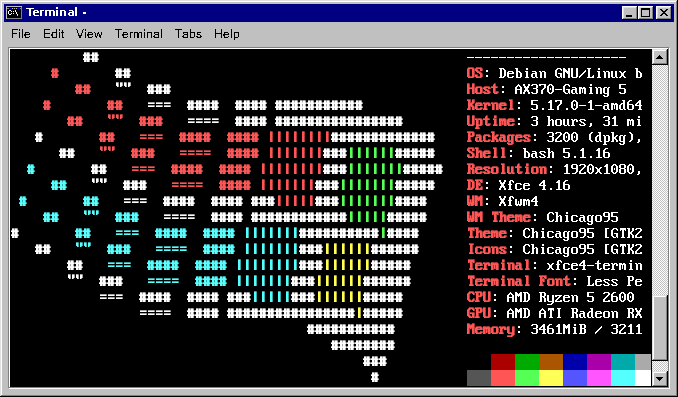 Terminal -
File Edit View Terminal Tabs Help
--------------------
OS: Debian GNU/Linux b
Host: AX370-Gaming 5
Kernel: 5.17.0-1-amd64
Uptime: 3 hours, 31 mi
Packages: 3200 (dpkg),
Shell: bash 5.1.16
Resolution: 1920x1080,
DE: Xfce 4.16
WM: Xfwm4
WM Theme: Chicago95
Theme: Chicago95 [GTK2
Icons: Chicago95 [GTK2
Terminal: xfce4-termin
Terminal Font: Less Pe
CPU: AMD Ryzen 5 2600
GPU: AMD ATI Radeon RX
Memory: 3461MiB / 3211